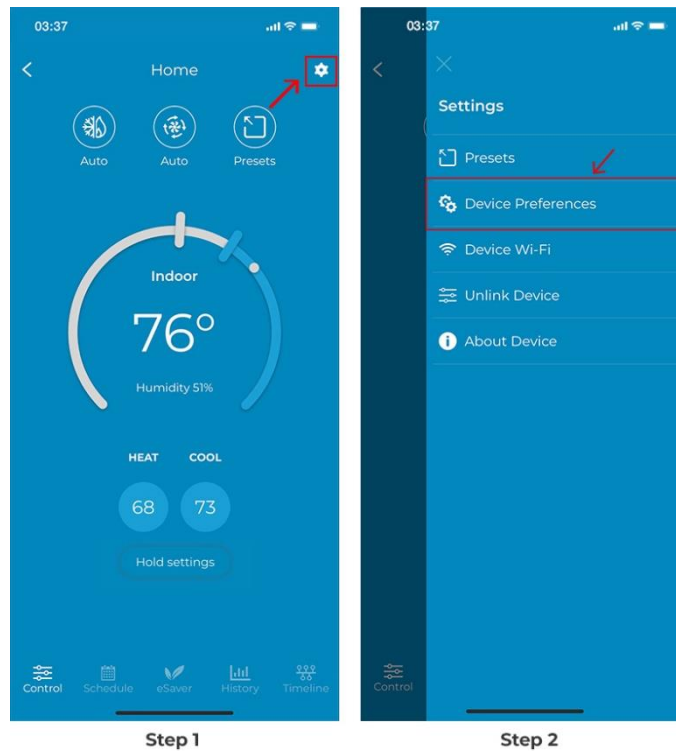 03:37
Home
Auto Auto Presets
Indoor
76°
Humidity 51%
HEAT COOL
68 73
Hold settings
Control Schedule eSaver History Timeline
Step 1
03:37
Settings
Presets
Device Preferences
Device Wi-Fi
Unlink Device
About Device
Control
Step 2